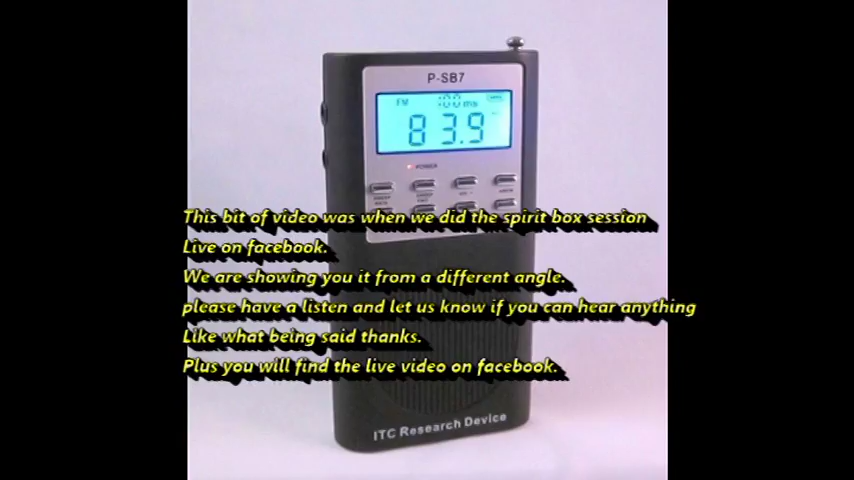 P-SB7
FM 100 ms
83.9
POWER
This bit of video was when we did the spirit box session
Live on facebook.
We are showing you it from a different angle.
please have a listen and let us know if you can hear anything
Like what being said thanks.
Plus you will find the live video on facebook.
ITC Research Device